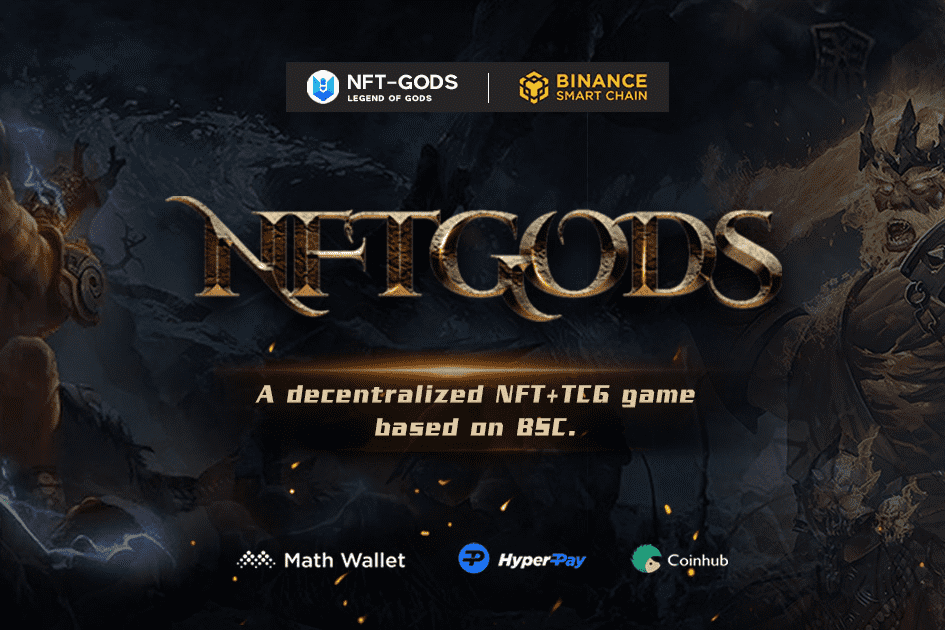 NFT-GODS
LEGEND OF GODS
BINANCE
SMART CHAIN
NFTGODS
A decentralized NFT+TCG game
based on BSC.
Math Wallet
HyperPay
Coinhub